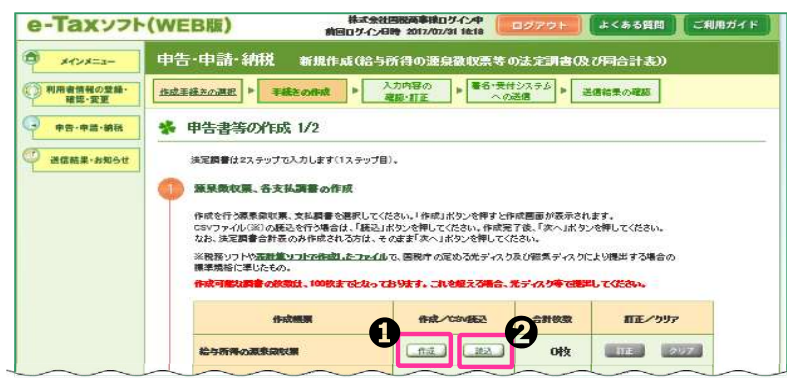 e-Taxソフト(WEB版)
株式会社国税商事様ログイン中
前回ログイン日時 2017/07/31 16:18
ログアウト
よくある質問
ご利用ガイド
メインメニュー
利用者情報の登録・
確認・変更
申告・申請・納税
送信結果・お知らせ
申告・申請・納税 新規作成(給与所得の源泉徴収票等の法定調書(及び同合計表))
作成手続きの選択
手続きの作成
入力内容の
確認・訂正
署名・受付システム
への送信
送信結果の確認
申告書等の作成 1/2
法定調書は2ステップで入力します(1ステップ目)。
1 源泉徴収票、各支払調書の作成
作成を行う源泉徴収票、支払調書を選択してください。「作成」ボタンを押すと作成画面が表示されます。
CSVファイル(※)の読込を行う場合は、「読込」ボタンを押してください。作成完了後、「次へ」ボタンを押してください。
なお、法定調書合計表のみ作成される方は、そのまま「次へ」ボタンを押してください。
※税務ソフトや表計算ソフトで作成したファイルで、国税庁の定める光ディスク及び磁気ディスクにより提出する場合の
標準規格に準じたもの。
作成可能な調書の枚数は、100枚までとなっております。これを超える場合、光ディスク等で提出してください。
作成帳票
作成/CSV読込
合計枚数
訂正/クリア
❶
❷
給与所得の源泉徴収票
作成
読込
0枚
訂正
クリア